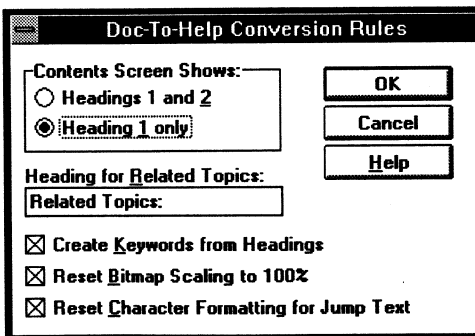 Doc-To-Help Conversion Rules
Contents Screen Shows:
Headings 1 and 2
Heading 1 only
OK
Cancel
Help
Heading for Related Topics:
Related Topics:
Create Keywords from Headings
Reset Bitmap Scaling to 100%
Reset Character Formatting for Jump Text